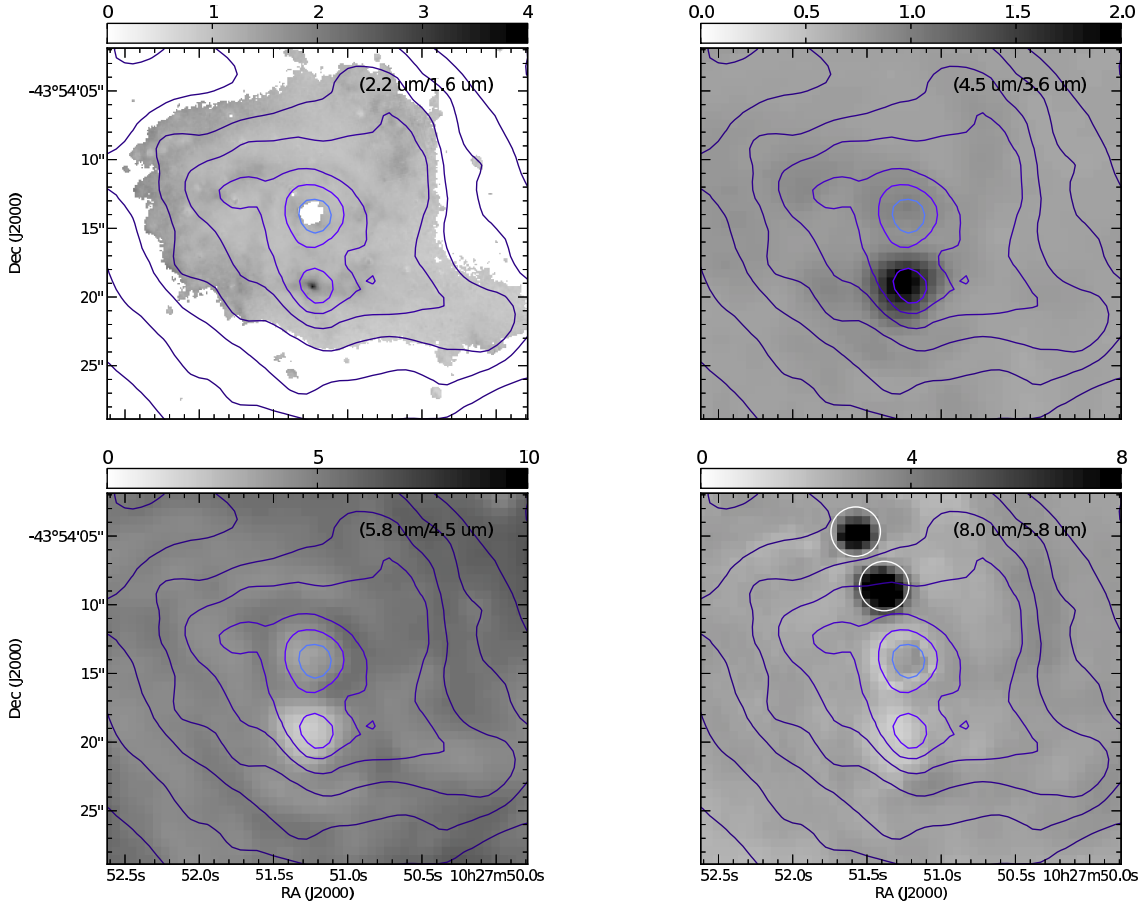 0 1 2 3 4
0.0 0.5 1.0 1.5 2.0
(2.2 um/1.6 um)
(4.5 um/3.6 um)
-43°54'05"
10"
15"
20"
25"
Dec (J2000)
0 5 10
0 4 8
(5.8 um/4.5 um)
(8.0 um/5.8 um)
-43°54'05"
10"
15"
20"
25"
Dec (J2000)
52.5s 52.0s 51.5s 51.0s 50.5s 10h27m50.0s
RA (J2000)
52.5s 52.0s 51.5s 51.0s 50.5s 10h27m50.0s
RA (J2000)